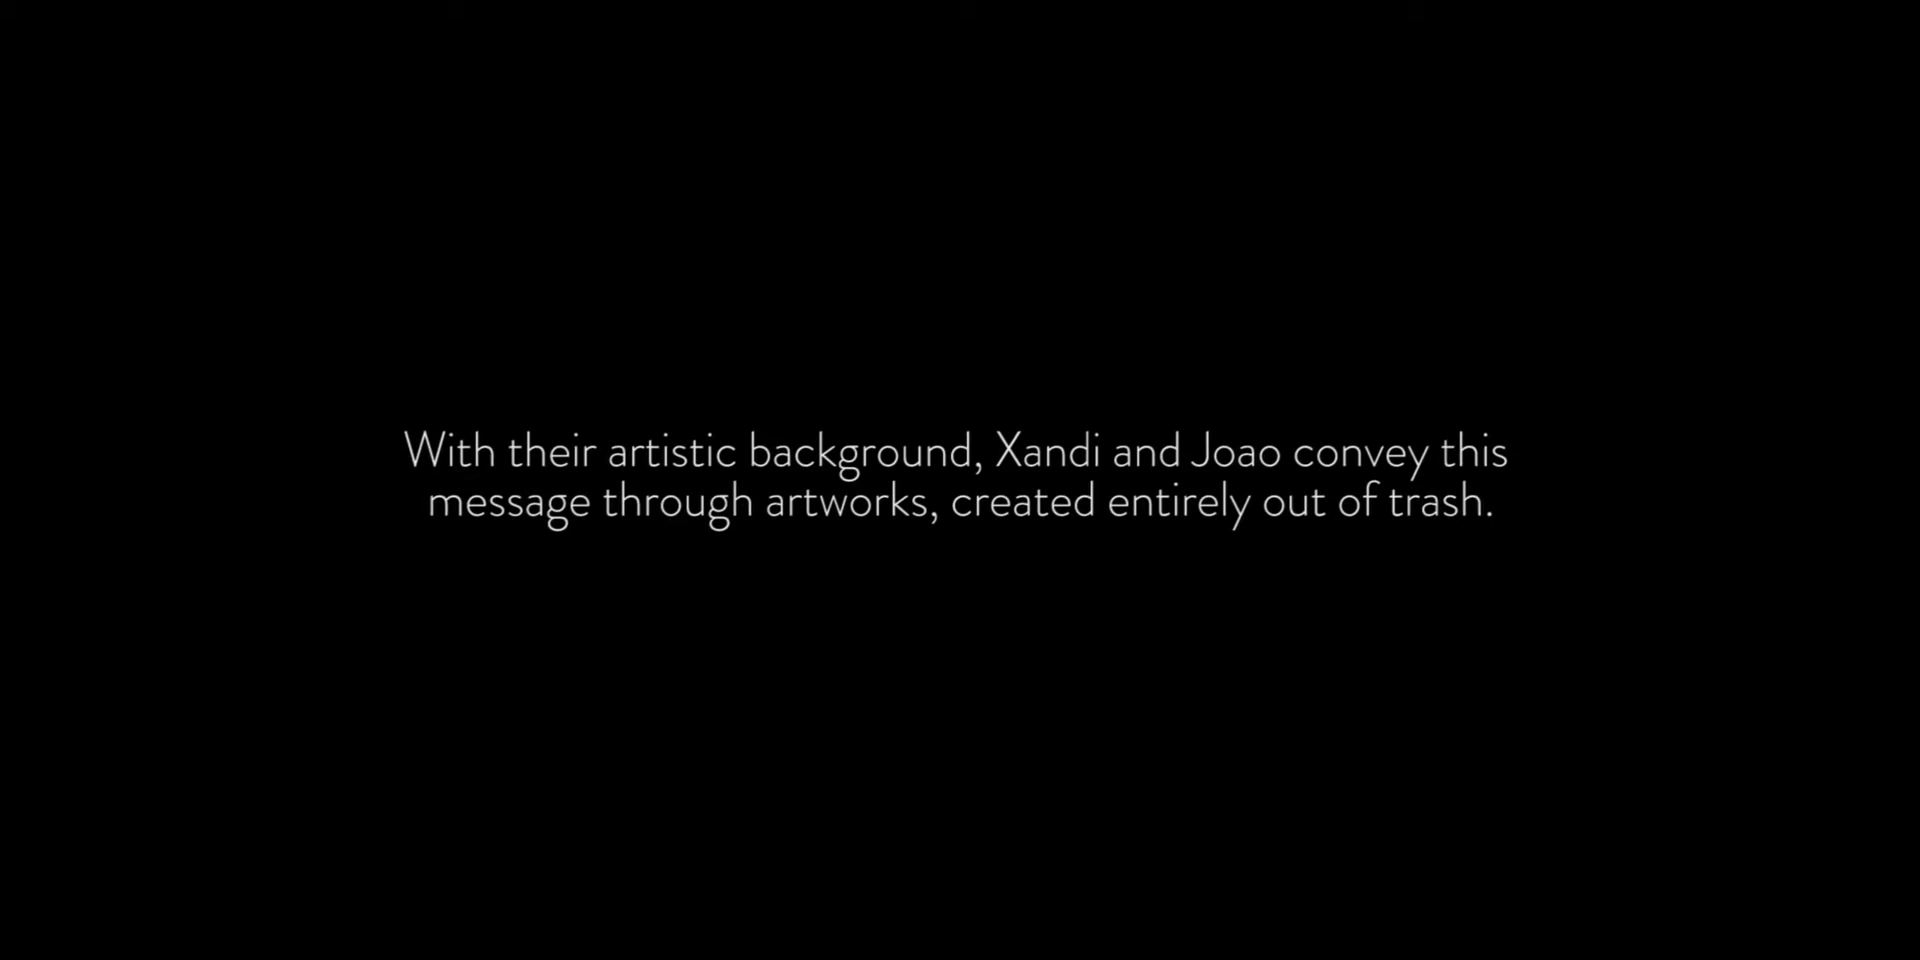 With their artistic background, Xandi and Joao convey this
message through artworks, created entirely out of trash.